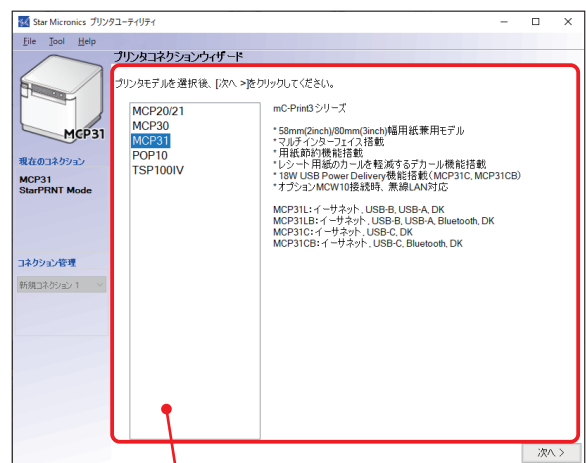 Star Micronics プリンタユーティリティ
File Tool Help
プリンタコネクションウィザード
プリンタモデルを選択後、[次へ >]をクリックしてください。
MCP31
現在のコネクション
MCP31
StarPRNT Mode
コネクション管理
新規コネクション 1
MCP20/21
MCP30
MCP31
POP10
TSP100IV
mC-Print3 シリーズ
* 58mm(2inch)/80mm(3inch)幅用紙兼用モデル
* マルチインターフェイス搭載
* 用紙節約機能搭載
* レシート用紙のカールを軽減するデカール機能搭載
* 18W USB Power Delivery機能搭載(MCP31C, MCP31CB)
* オプションMCW10接続時、無線LAN対応
MCP31L: イーサネット, USB-B, USB-A, DK
MCP31LB: イーサネット, USB-B, USB-A, Bluetooth, DK
MCP31C: イーサネット, USB-C, DK
MCP31CB: イーサネット, USB-C, Bluetooth, DK
次へ >